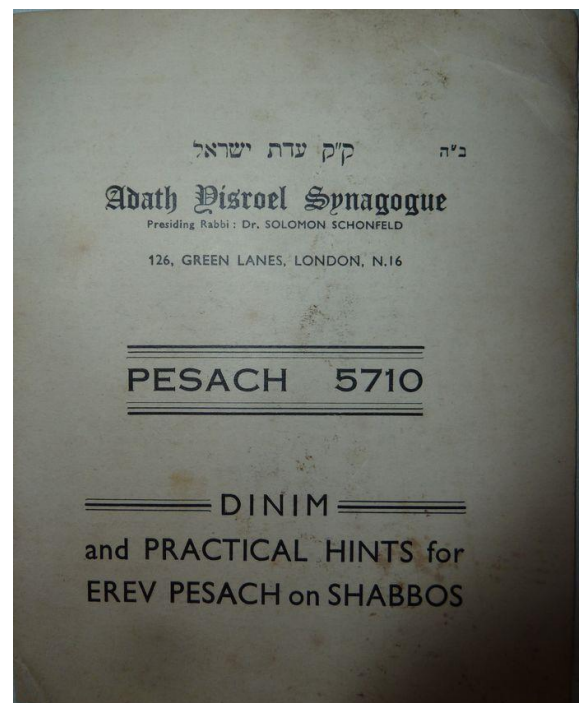 ב"ה
ק"ק עדת ישראל
Adath Yisroel Synagogue
Presiding Rabbi : Dr. SOLOMON SCHONFELD
126, GREEN LANES, LONDON, N.16
PESACH 5710
DINIM
and PRACTICAL HINTS for
EREV PESACH on SHABBOS